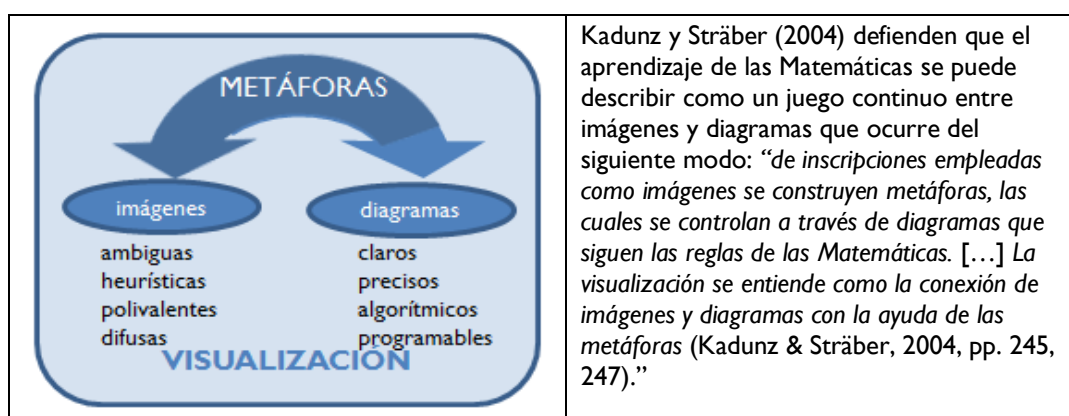 METÁFORAS
imágenes
diagramas
ambiguas
heurísticas
polivalentes
difusas
claros
precisos
algorítmicos
programables
VISUALIZACIÓN
Kadunz y Sträber (2004) defienden que el
aprendizaje de las Matemáticas se puede
describir como un juego continuo entre
imágenes y diagramas que ocurre del
siguiente modo: “de inscripciones empleadas
como imágenes se construyen metáforas, las
cuales se controlan a través de diagramas que
siguen las reglas de las Matemáticas. […] La
visualización se entiende como la conexión de
imágenes y diagramas con la ayuda de las
metáforas (Kadunz & Sträber, 2004, pp. 245,
247).”